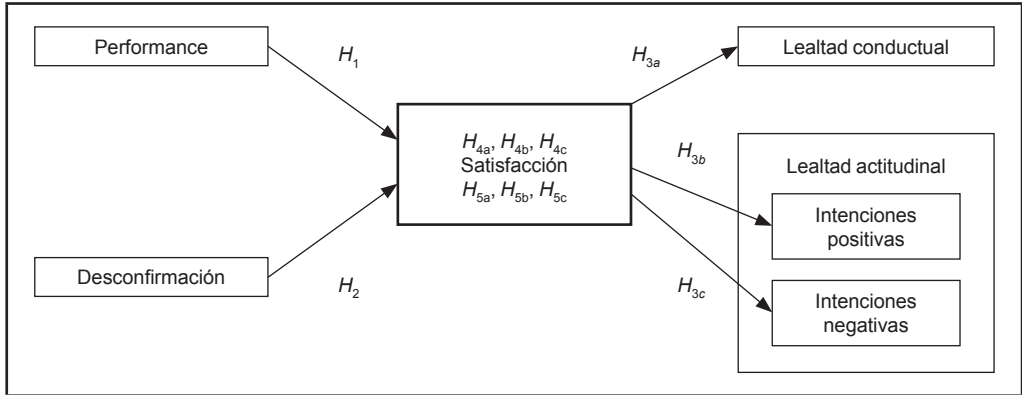 Performance
H1
H3a
Lealtad conductual
H4a, H4b, H4c
Satisfacción
H5a, H5b, H5c
H3b
Lealtad actitudinal
Intenciones
positivas
Desconfirmación
H2
H3c
Intenciones
negativas